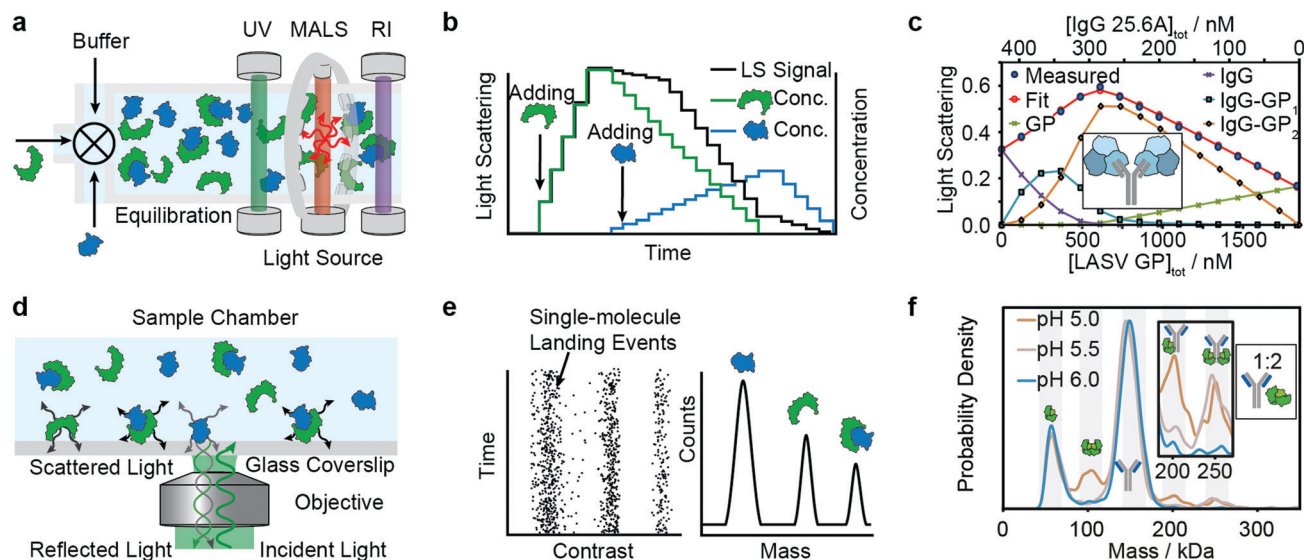 a
UV MALS RI
Buffer
Equilibration
Light Source
b
Light Scattering
Adding
Adding
LS Signal
Conc.
Conc.
Concentration
Time
c
[IgG 25.6A]tot / nM
400 300 200 100 0
Light Scattering
0.6
0.4
0.2
0.0
Measured
Fit
GP
IgG
IgG-GP1
IgG-GP2
0 500 1000 1500
[LASV GP]tot / nM
d
Sample Chamber
Scattered Light
Glass Coverslip
Objective
Reflected Light
Incident Light
e
Single-molecule
Landing Events
Time
Contrast
Counts
Mass
f
Probability Density
pH 5.0
pH 5.5
pH 6.0
1:2
200 250
0 100 200 300
Mass / kDa